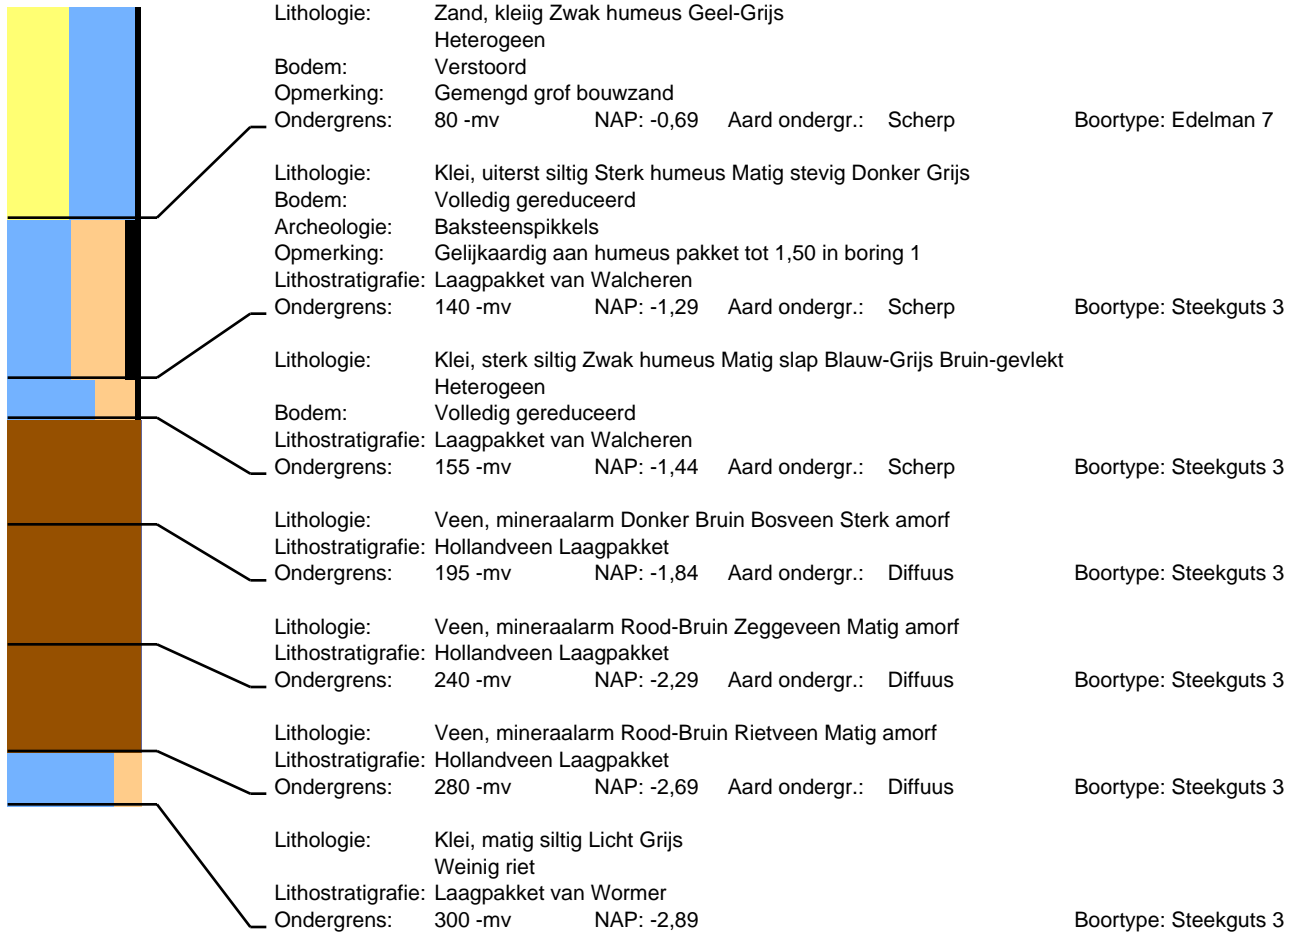 Lithologie: Zand, kleiig Zwak humeus Geel-Grijs
Heterogeen
Bodem: Verstoord
Opmerking: Gemengd grof bouwzand
Ondergrens: 80 -mv NAP: -0,69 Aard ondergr.: Scherp Boortype: Edelman 7
Lithologie: Klei, uiterst siltig Sterk humeus Matig stevig Donker Grijs
Bodem: Volledig gereduceerd
Archeologie: Baksteenspikkels
Opmerking: Gelijkaardig aan humeus pakket tot 1,50 in boring 1
Lithostratigrafie: Laagpakket van Walcheren
Ondergrens: 140 -mv NAP: -1,29 Aard ondergr.: Scherp Boortype: Steekguts 3
Lithologie: Klei, sterk siltig Zwak humeus Matig slap Blauw-Grijs Bruin-gevlekt
Heterogeen
Bodem: Volledig gereduceerd
Lithostratigrafie: Laagpakket van Walcheren
Ondergrens: 155 -mv NAP: -1,44 Aard ondergr.: Scherp Boortype: Steekguts 3
Lithologie: Veen, mineraalarm Donker Bruin Bosveen Sterk amorf
Lithostratigrafie: Hollandveen Laagpakket
Ondergrens: 195 -mv NAP: -1,84 Aard ondergr.: Diffuus Boortype: Steekguts 3
Lithologie: Veen, mineraalarm Rood-Bruin Zeggeveen Matig amorf
Lithostratigrafie: Hollandveen Laagpakket
Ondergrens: 240 -mv NAP: -2,29 Aard ondergr.: Diffuus Boortype: Steekguts 3
Lithologie: Veen, mineraalarm Rood-Bruin Rietveen Matig amorf
Lithostratigrafie: Hollandveen Laagpakket
Ondergrens: 280 -mv NAP: -2,69 Aard ondergr.: Diffuus Boortype: Steekguts 3
Lithologie: Klei, matig siltig Licht Grijs
Weinig riet
Lithostratigrafie: Laagpakket van Wormer
Ondergrens: 300 -mv NAP: -2,89 Boortype: Steekguts 3